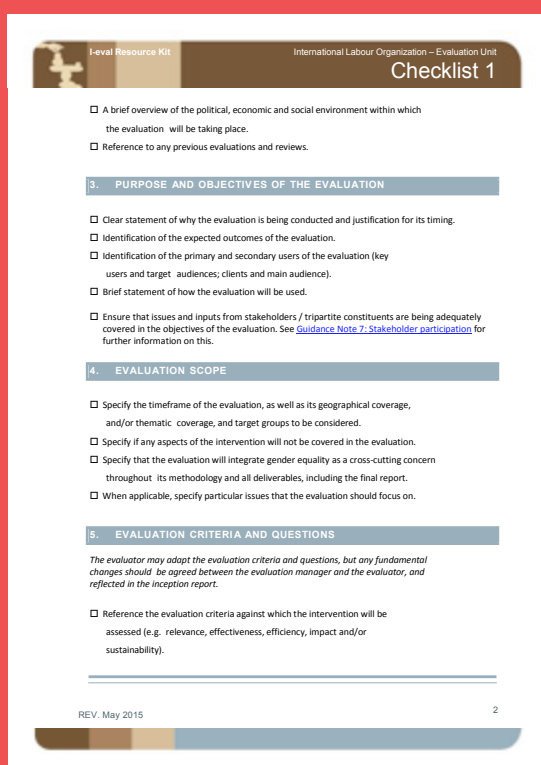 I-eval Resource Kit
International Labour Organization – Evaluation Unit
Checklist 1
☐ A brief overview of the political, economic and social environment within which
the evaluation will be taking place.
☐ Reference to any previous evaluations and reviews.
3. PURPOSE AND OBJECTIVES OF THE EVALUATION
☐ Clear statement of why the evaluation is being conducted and justification for its timing.
☐ Identification of the expected outcomes of the evaluation.
☐ Identification of the primary and secondary users of the evaluation (key
users and target audiences; clients and main audience).
☐ Brief statement of how the evaluation will be used.
☐ Ensure that issues and inputs from stakeholders / tripartite constituents are being adequately
covered in the objectives of the evaluation. See Guidance Note 7: Stakeholder participation for
further information on this.
4. EVALUATION SCOPE
☐ Specify the timeframe of the evaluation, as well as its geographical coverage,
and/or thematic coverage, and target groups to be considered.
☐ Specify if any aspects of the intervention will not be covered in the evaluation.
☐ Specify that the evaluation will integrate gender equality as a cross-cutting concern
throughout its methodology and all deliverables, including the final report.
☐ When applicable, specify particular issues that the evaluation should focus on.
5. EVALUATION CRITERIA AND QUESTIONS
The evaluator may adapt the evaluation criteria and questions, but any fundamental
changes should be agreed between the evaluation manager and the evaluator, and
reflected in the inception report.
☐ Reference the evaluation criteria against which the intervention will be
assessed (e.g. relevance, effectiveness, efficiency, impact and/or
sustainability).
REV. May 2015
2